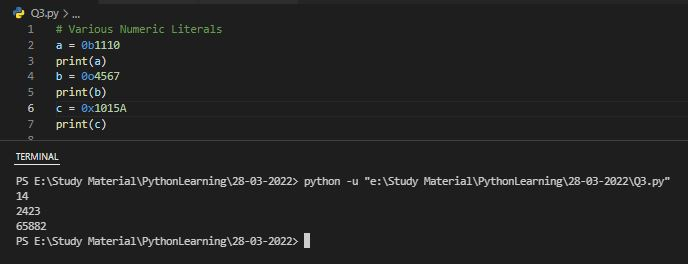 Q3.py > ...
1 # Various Numeric Literals
2 a = 0b1110
3 print(a)
4 b = 0o4567
5 print(b)
6 c = 0x1015A
7 print(c)
TERMINAL
PS E:\Study Material\PythonLearning\28-03-2022> python -u "e:\Study Material\PythonLearning\28-03-2022\Q3.py"
14
2423
65882
PS E:\Study Material\PythonLearning\28-03-2022>